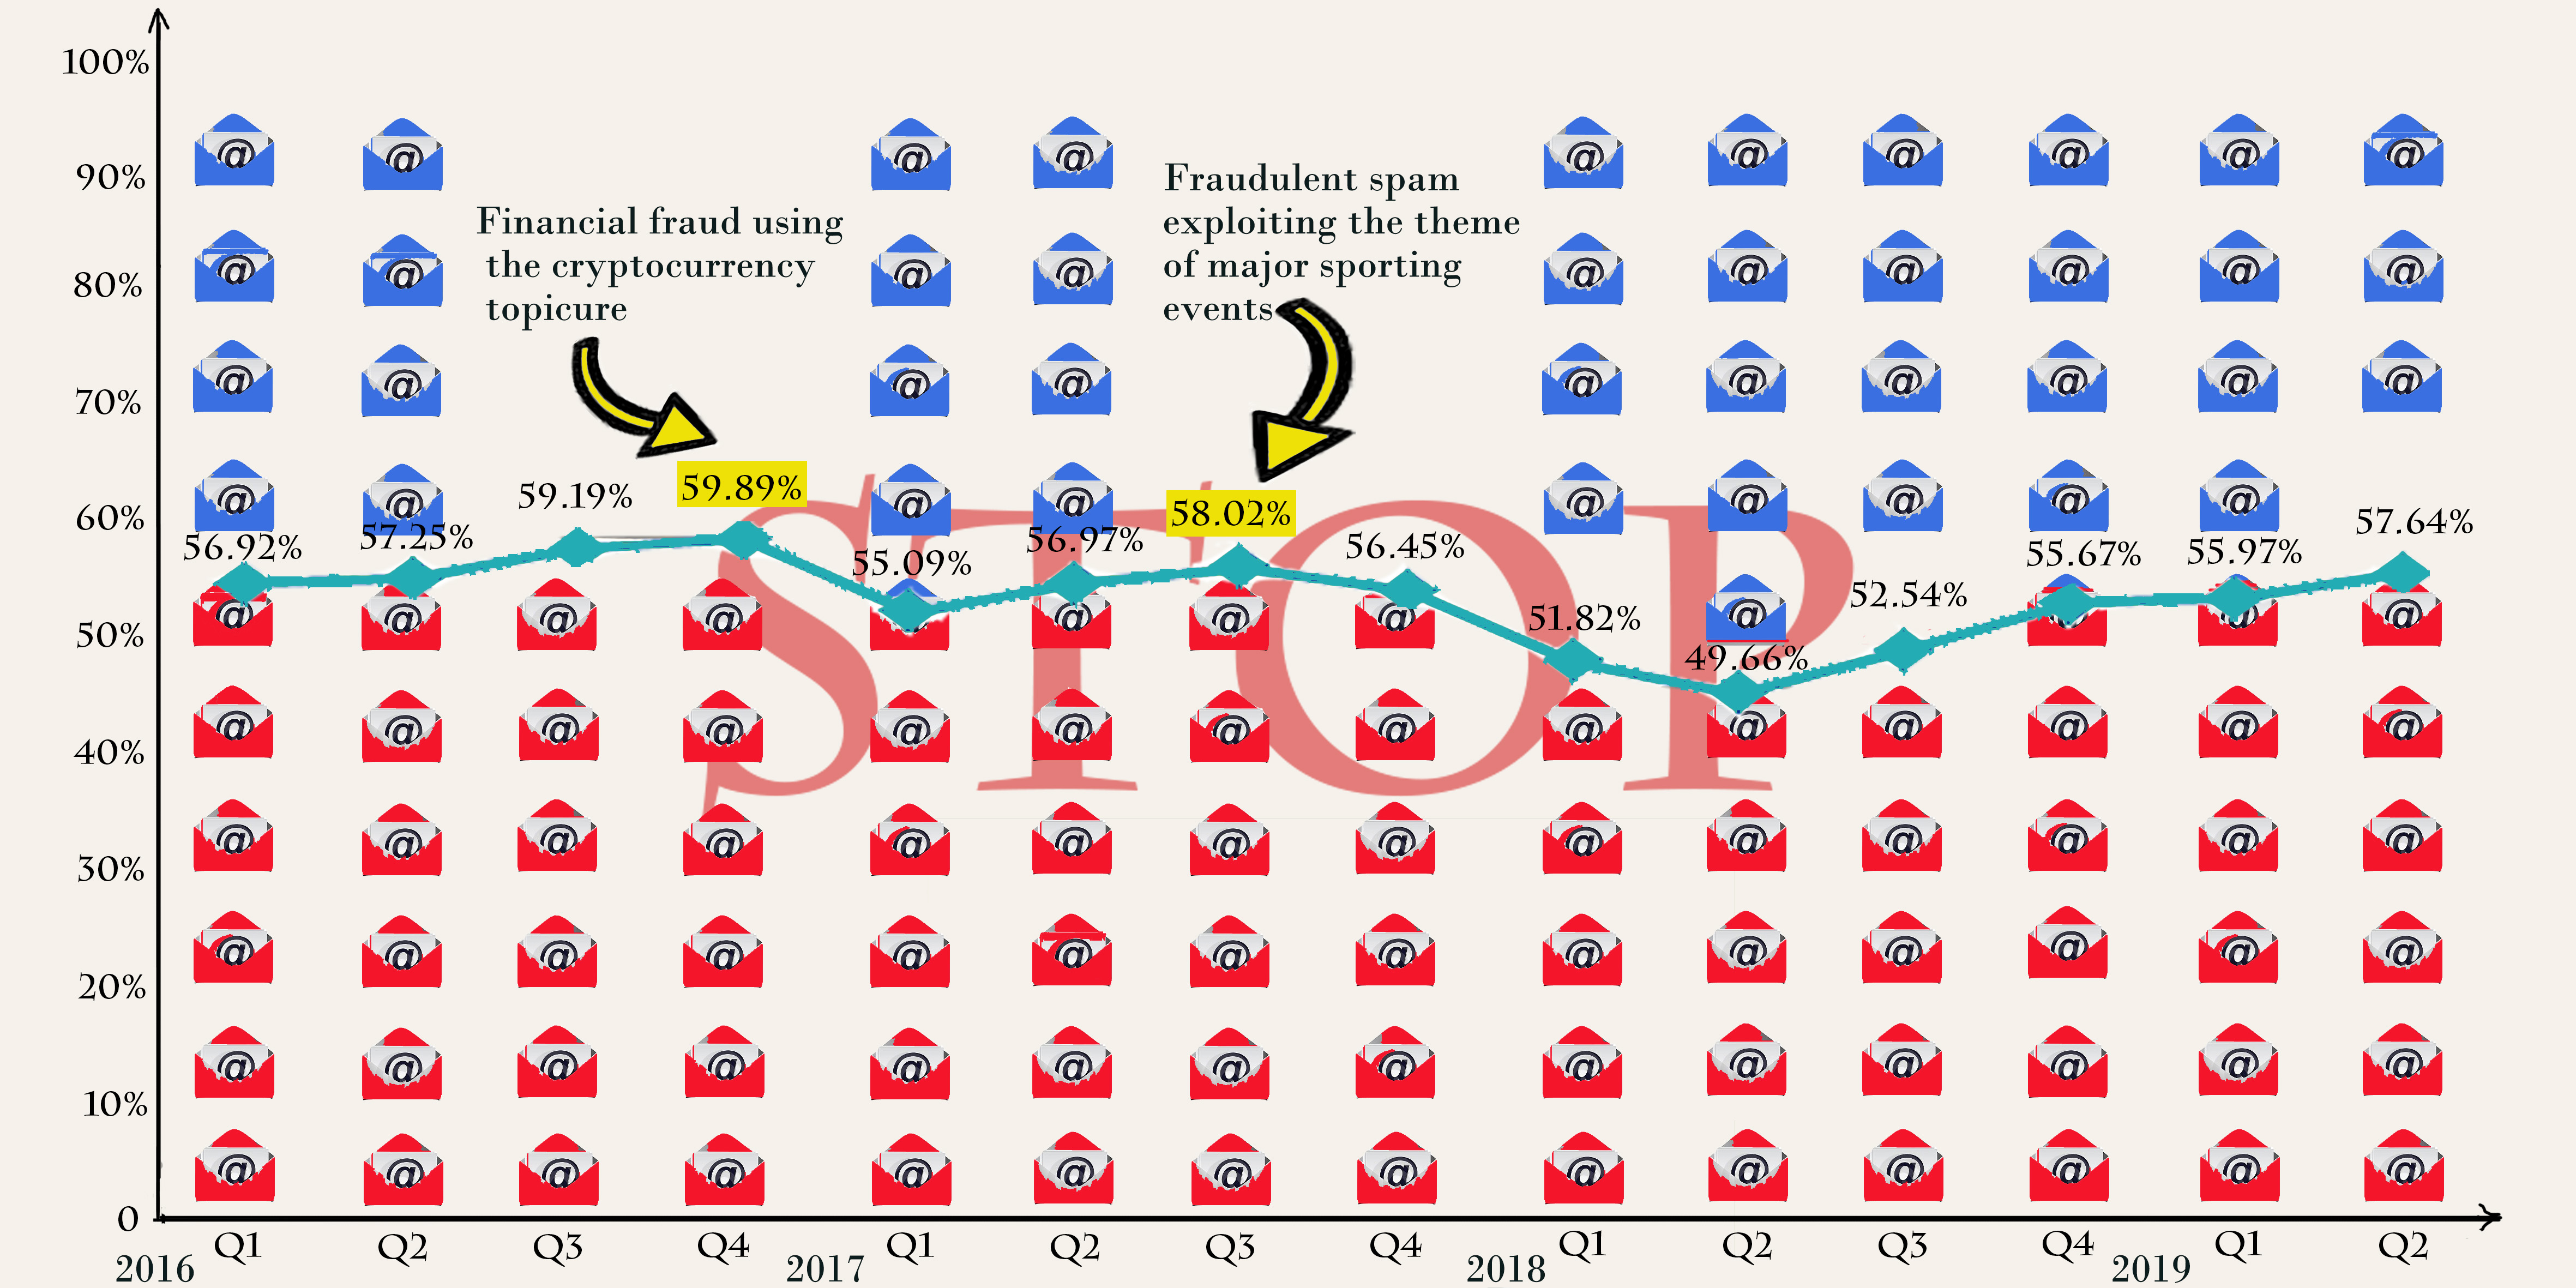 100%
90%
80%
70%
60%
50%
40%
30%
20%
10%
0
Financial fraud using
the cryptocurrency
topicure
Fraudulent spam
exploiting the theme
of major sporting
events
STOP
56.92%
57.25%
59.19%
59.89%
55.09%
56.97%
58.02%
56.45%
51.82%
49.66%
52.54%
55.67%
55.97%
57.64%
Q1 Q2 Q3 Q4 Q1 Q2 Q3 Q4 Q1 Q2 Q3 Q4 Q1 Q2
2016 2017 2018 2019